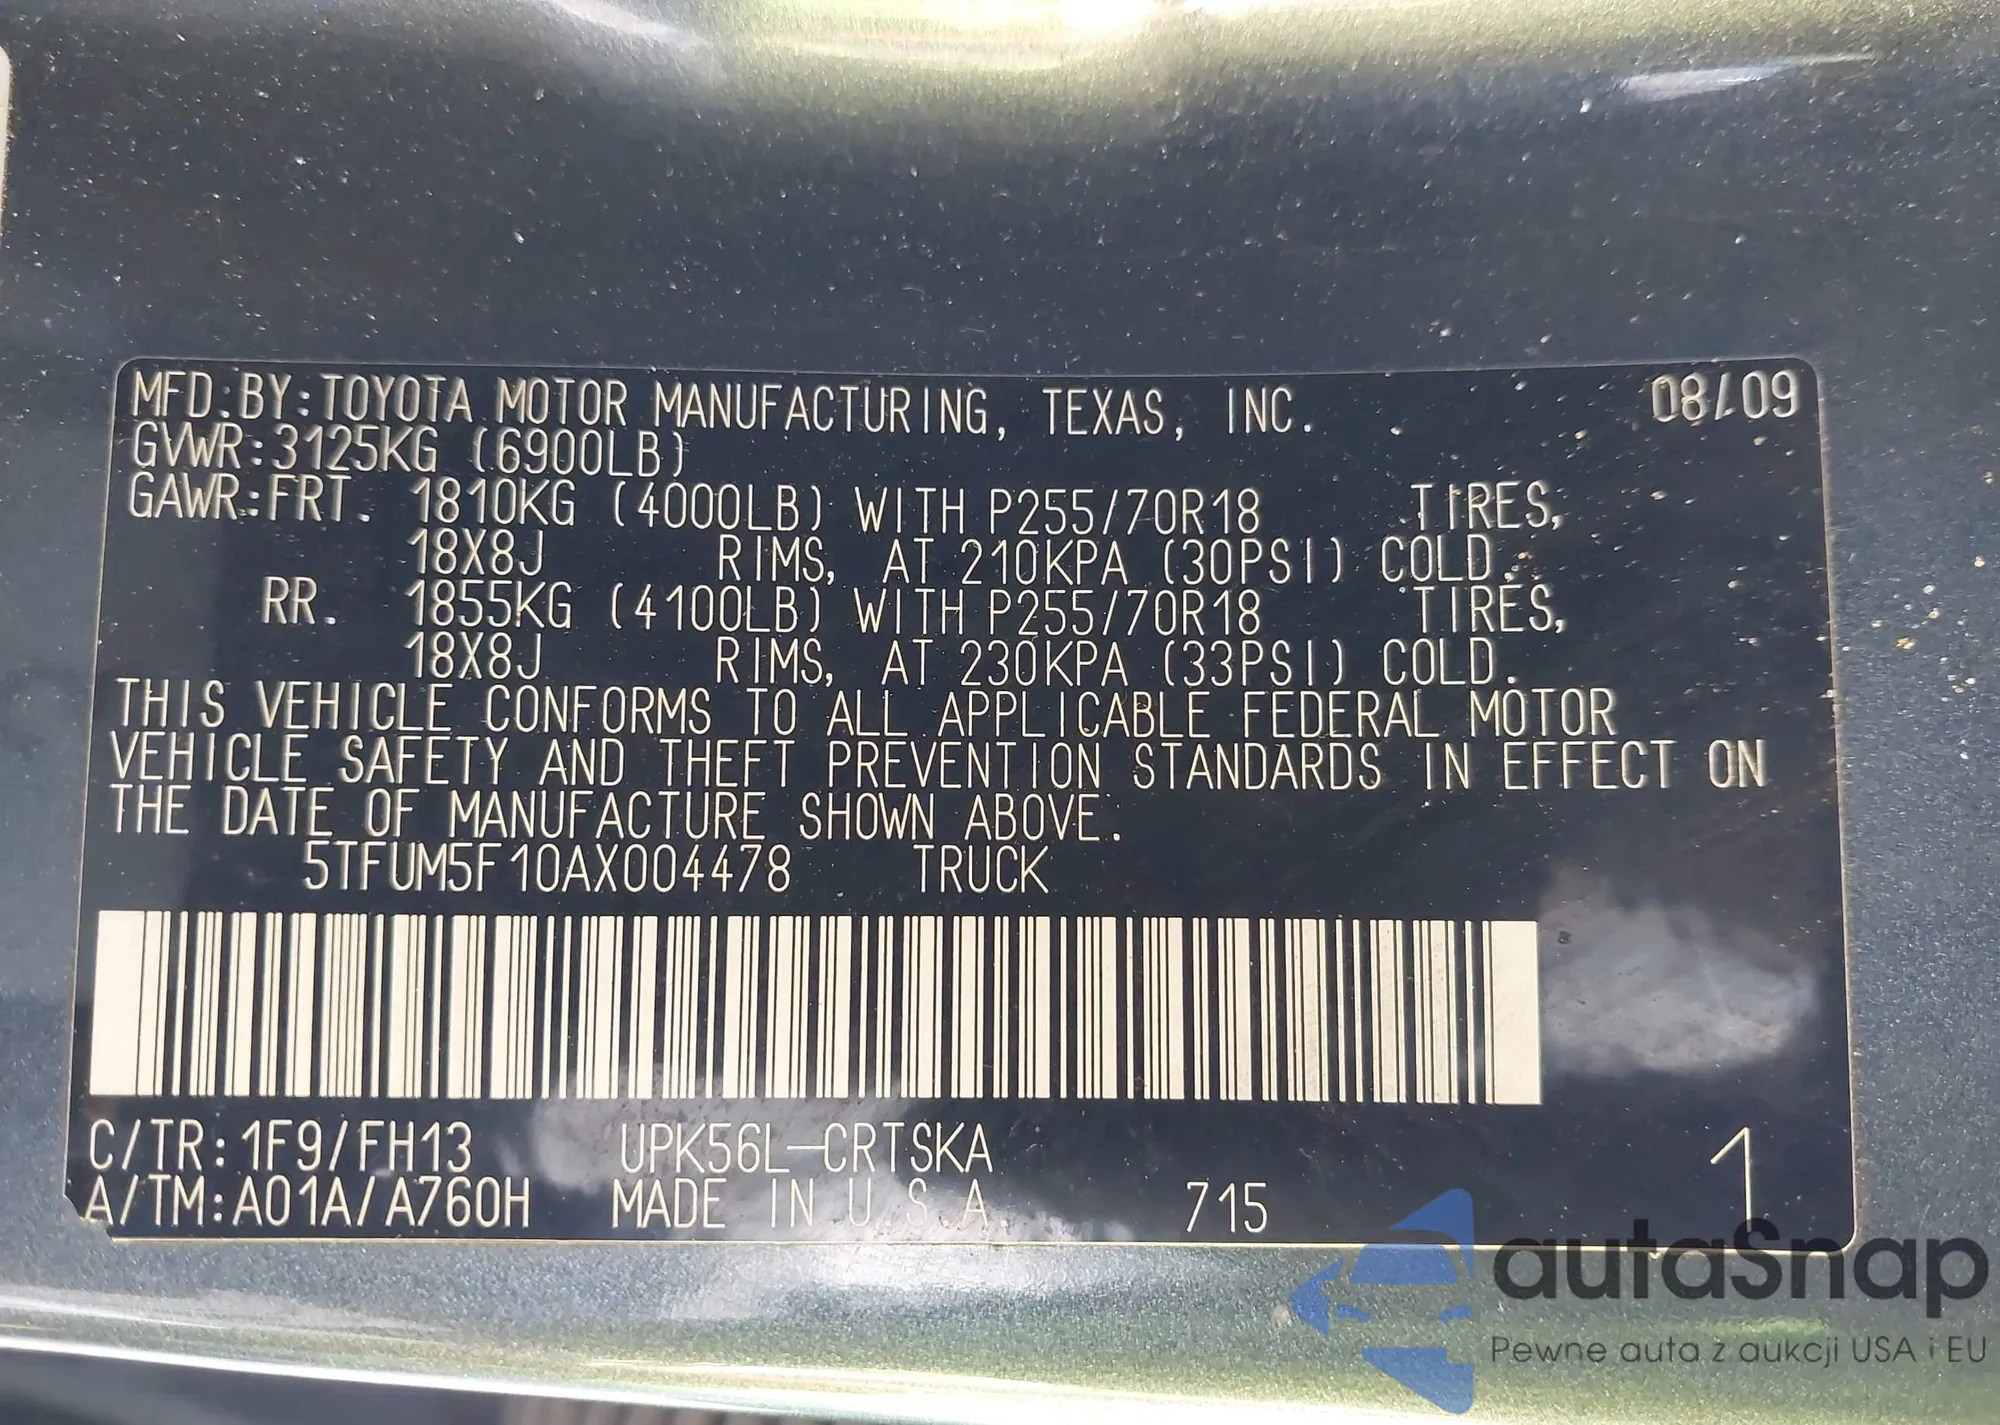 MFD.BY:TOYOTA MOTOR MANUFACTURING, TEXAS, INC. 08/09
GVWR:3125KG (6900LB)
GAWR:FRT. 1810KG (4000LB) WITH P255/70R18 TIRES,
18X8J RIMS, AT 210KPA (30PSI) COLD.
RR. 1855KG (4100LB) WITH P255/70R18 TIRES,
18X8J RIMS, AT 230KPA (33PSI) COLD.
THIS VEHICLE CONFORMS TO ALL APPLICABLE FEDERAL MOTOR
VEHICLE SAFETY AND THEFT PREVENTION STANDARDS IN EFFECT ON
THE DATE OF MANUFACTURE SHOWN ABOVE.
5TFUM5F10AX004478 TRUCK
C/TR:1F9/FH13 UPK56L-CRTSKA
A/TM:A01A/A760H MADE IN U.S.A. 715 1
autaSnap
Pewne auta z aukcji USA i EU